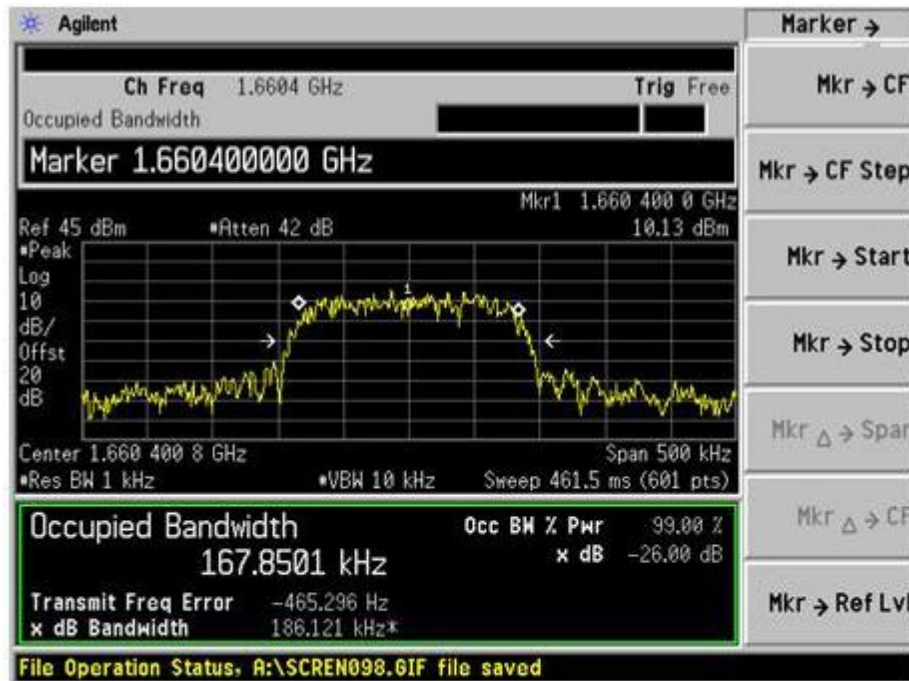 Agilent
Marker →
Ch Freq 1.6604 GHz Trig Free
Occupied Bandwidth
Marker 1.660400000 GHz
Mkr1 1.660 400 0 GHz
Ref 45 dBm *Atten 42 dB 10.13 dBm
*Peak
Log
10
dB/
Offst
20
dB
1
Center 1.660 400 8 GHz Span 500 kHz
*Res BW 1 kHz *VBW 10 kHz Sweep 461.5 ms (601 pts)
Occupied Bandwidth
167.8501 kHz
Occ BW % Pwr 99.00 %
x dB -26.00 dB
Transmit Freq Error -465.296 Hz
x dB Bandwidth 186.121 kHz*
File Operation Status, A:\SCREN098.GIF file saved
Mkr → CF
Mkr → CF Step
Mkr → Start
Mkr → Stop
Mkr △ → Span
Mkr △ → CF
Mkr → Ref Lvl